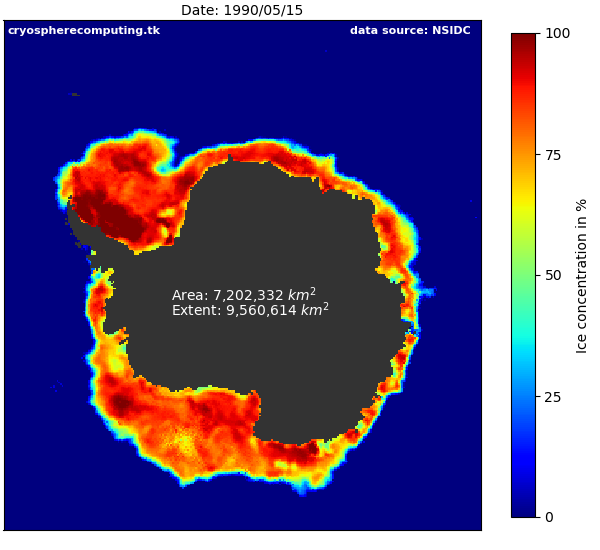 Date: 1990/05/15
cryospherecomputing.tk
data source: NSIDC
Area: 7,202,332 km²
Extent: 9,560,614 km²
100
75
50
25
0
Ice concentration in %